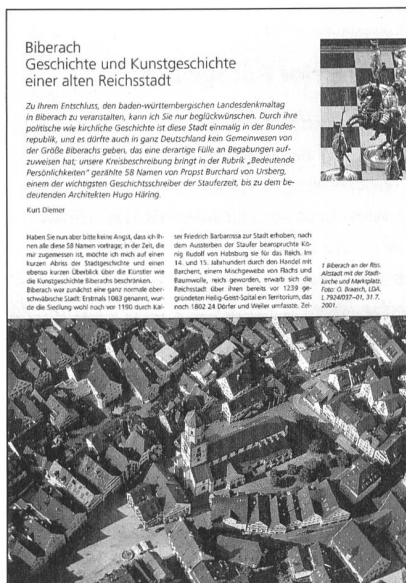 Biberach
Geschichte und Kunstgeschichte
einer alten Reichsstadt
Zu Ihrem Entschluss, den baden-württembergischen Landesdenkmaltag
in Biberach zu veranstalten, kann ich Sie nur beglückwünschen. Durch ihre
politische wie kirchliche Geschichte ist diese Stadt einmalig in der Bundes-
republik, und es dürfte auch in ganz Deutschland kein Gemeinwesen von
der Größe Biberachs geben, das eine derartige Fülle an Begabungen auf-
zuweisen hat; unsere Kreisbeschreibung bringt in der Rubrik „Bedeutende
Persönlichkeiten“ gezählte 58 Namen von Propst Burchard von Ursberg,
einem der wichtigsten Geschichtsschreiber der Stauferzeit, bis zu dem be-
deutenden Architekten Hugo Häring.
Kurt Diemer
Haben Sie nun aber bitte keine Angst, dass ich Ih-
nen alle diese 58 Namen vortrage; in der Zeit, die
mir zugemessen ist, möchte ich mich auf einen
kurzen Abriss der Stadtgeschichte und einen
ebenso kurzen Überblick über die Künstler wie
die Kunstgeschichte Biberachs beschränken.
Biberach war zunächst eine ganz normale ober-
schwäbische Stadt: Erstmals 1083 genannt, wur-
de die Siedlung wohl noch vor 1190 durch Kai-
ser Friedrich Barbarossa zur Stadt erhoben; nach
dem Aussterben der Staufer beanspruchte Kö-
nig Rudolf von Habsburg sie für das Reich. Im
14. und 15. Jahrhundert durch den Handel mit
Barchent, einem Mischgewebe von Flachs und
Baumwolle, reich geworden, erwarb sich die
Reichsstadt über ihren bereits vor 1239 ge-
gründeten Heilig-Geist-Spital ein Territorium, das
noch 1802 24 Dörfer und Weiler umfasste. Zei-
1 Biberach an der Riss.
Altstadt mit der Stadt-
kirche und Marktplatz.
Foto: O. Braasch, LDA.
L 7924/037-01, 31.7.
2001.